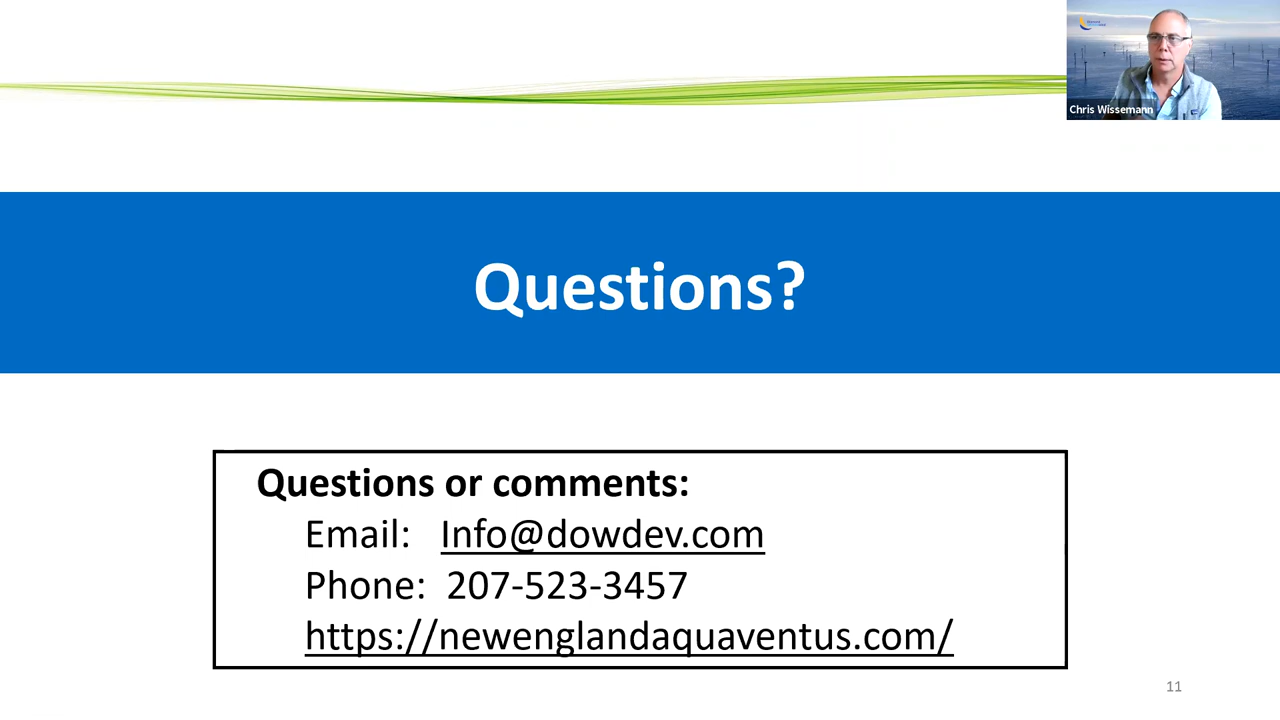 Chris Wissemann
Questions?
Questions or comments:
Email: Info@dowdev.com
Phone: 207-523-3457
https://newenglandaquaventus.com/
11